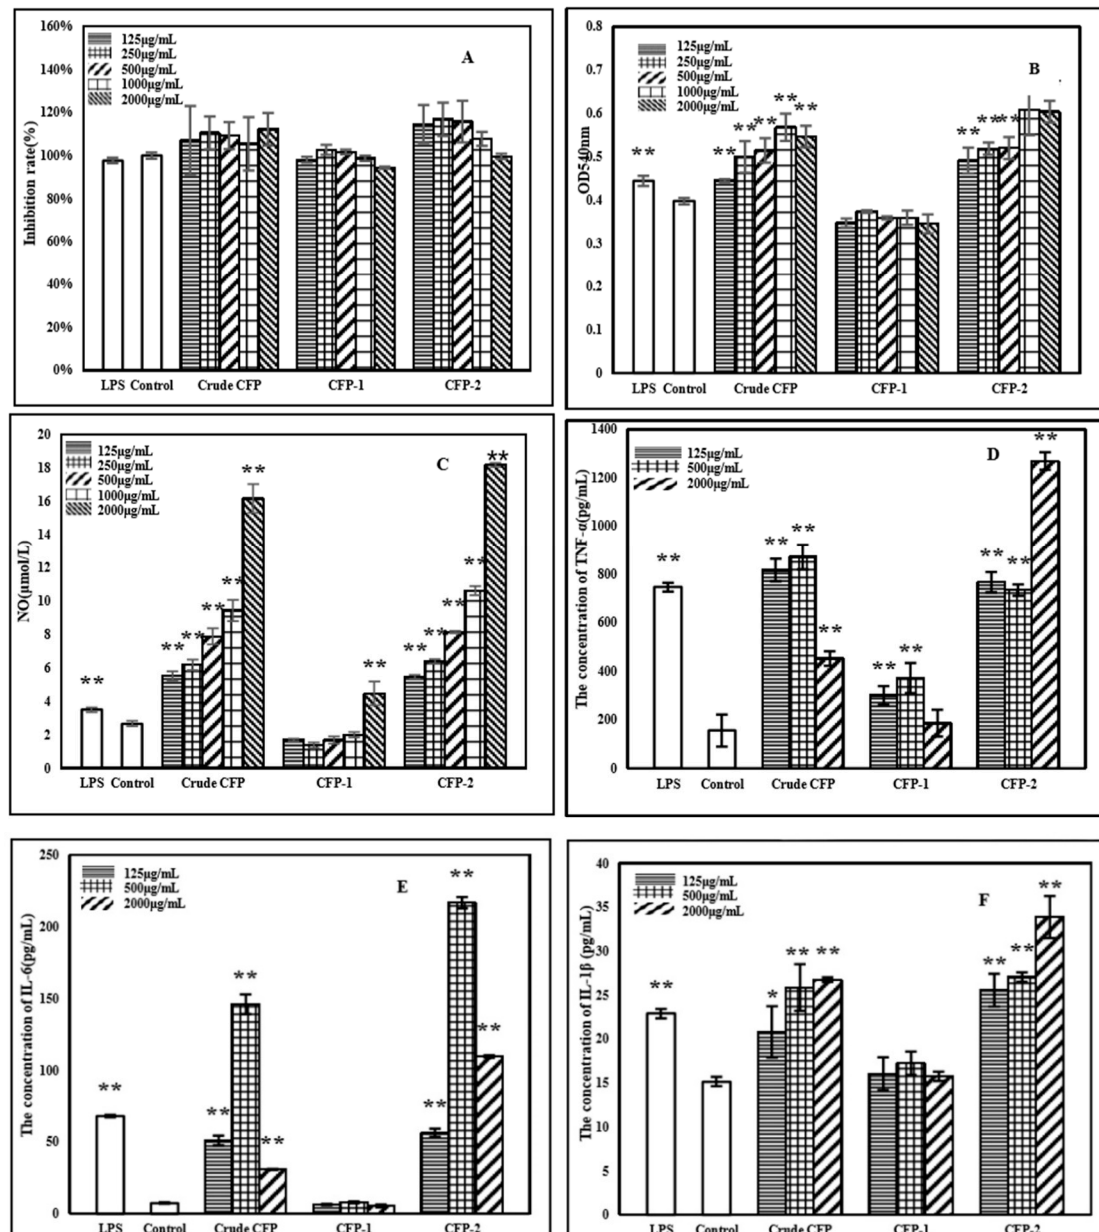 160%
140%
120%
100%
80%
60%
40%
20%
0%
Inhibition rate(%)
125μg/mL
250μg/mL
500μg/mL
1000μg/mL
2000μg/mL
A
LPS Control Crude CFP CFP-1 CFP-2
0.8
0.7
0.6
0.5
0.4
0.3
0.2
0.1
0
OD540nm
125μg/mL
250μg/mL
500μg/mL
1000μg/mL
2000μg/mL
B
** ** ** ** ** ** ** ** **
LPS Control Crude CFP CFP-1 CFP-2
20
18
16
14
12
10
8
6
4
2
0
NO(μmol/L)
125μg/mL
250μg/mL
500μg/mL
1000μg/mL
2000μg/mL
C
** ** ** ** ** ** ** ** ** ** ** **
LPS Control Crude CFP CFP-1 CFP-2
1400
1200
1000
800
600
400
200
0
The concentration of TNF-α(pg/mL)
125μg/mL
500μg/mL
2000μg/mL
D
** ** ** ** ** ** ** ** **
LPS Control Crude CFP CFP-1 CFP-2
250
200
150
100
50
0
The concentration of IL-6(pg/mL)
125μg/mL
500μg/mL
2000μg/mL
E
** ** ** ** ** ** **
LPS Control Crude CFP CFP-1 CFP-2
40
35
30
25
20
15
10
5
0
The concentration of IL-1β (pg/mL)
125μg/mL
500μg/mL
2000μg/mL
F
** * ** ** ** ** **
LPS Control Crude CFP CFP-1 CFP-2